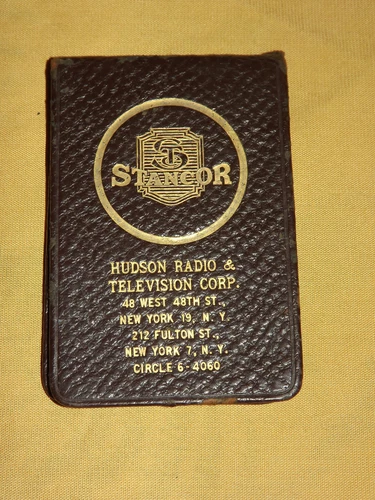 STC
STANCOR
HUDSON RADIO &
TELEVISION CORP.
48 WEST 48TH ST.,
NEW YORK 19, N. Y
212 FULTON ST.,
NEW YORK 7, N. Y.
CIRCLE 6-4060